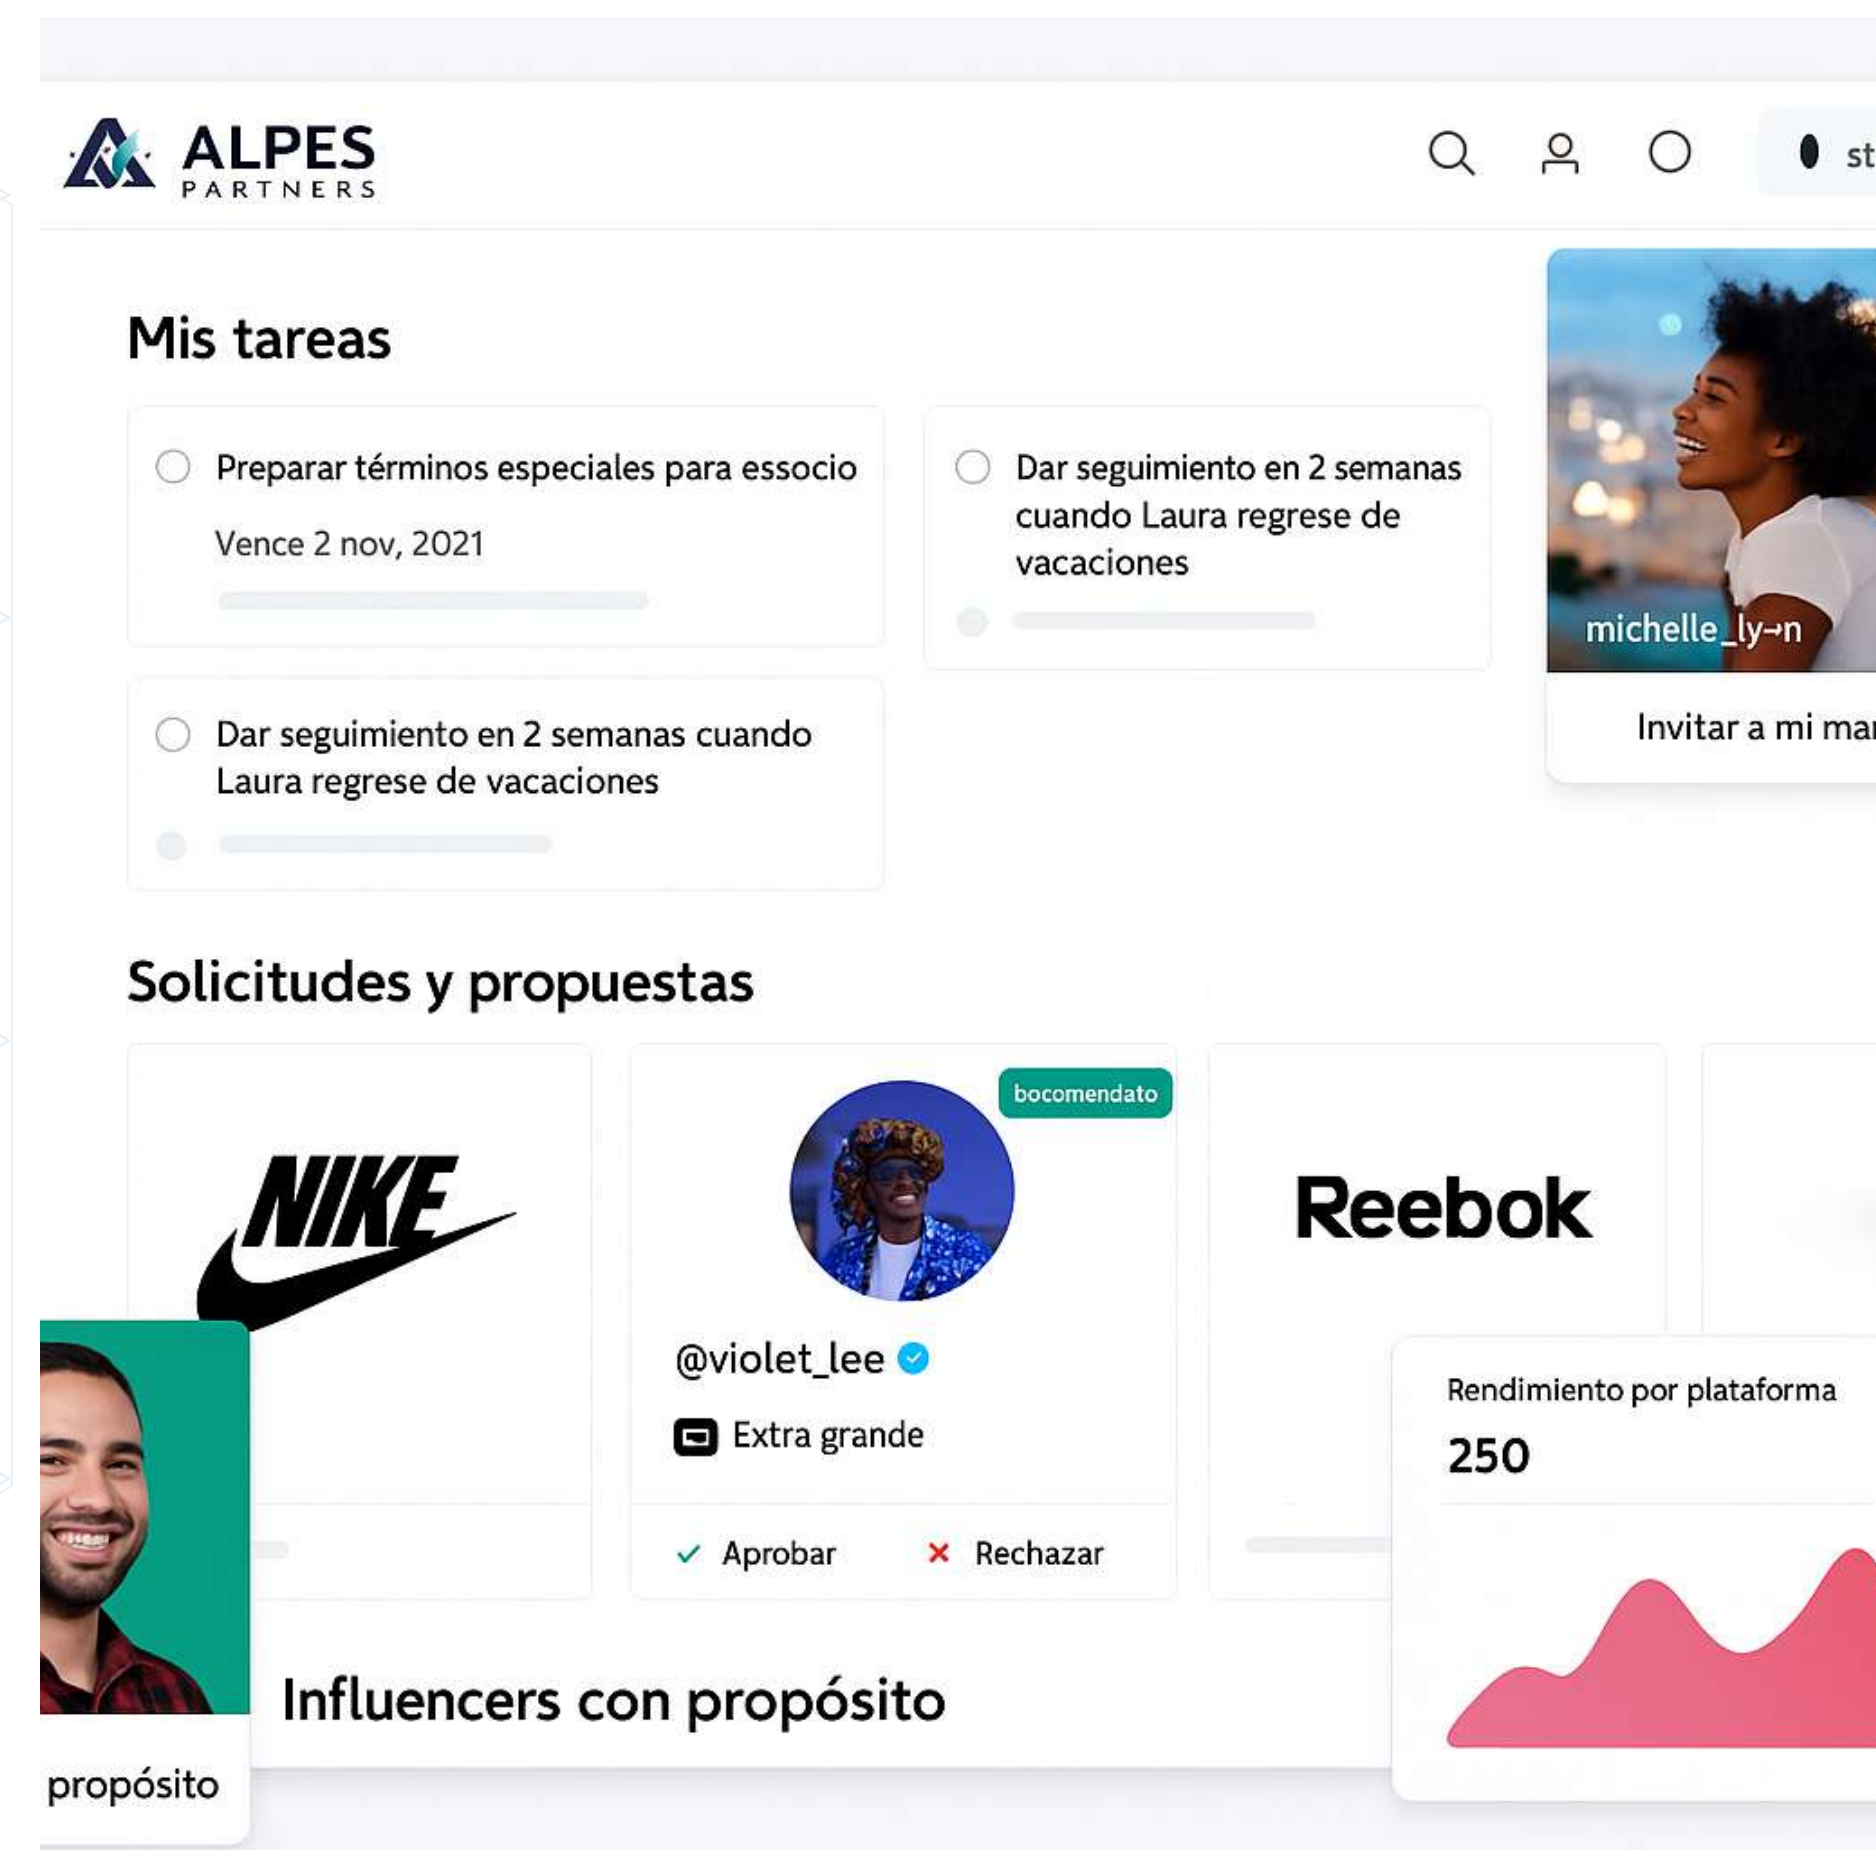 ALPES
PARTNERS
st
Mis tareas
Preparar términos especiales para essocio
Vence 2 nov, 2021
Dar seguimiento en 2 semanas
cuando Laura regrese de
vacaciones
Dar seguimiento en 2 semanas cuando
Laura regrese de vacaciones
michelle_ly¬n
Invitar a mi mar
Solicitudes y propuestas
NIKE
bocomendato
@violet_lee
Extra grande
Aprobar
Rechazar
Reebok
Rendimiento por plataforma
250
Influencers con propósito
propósito